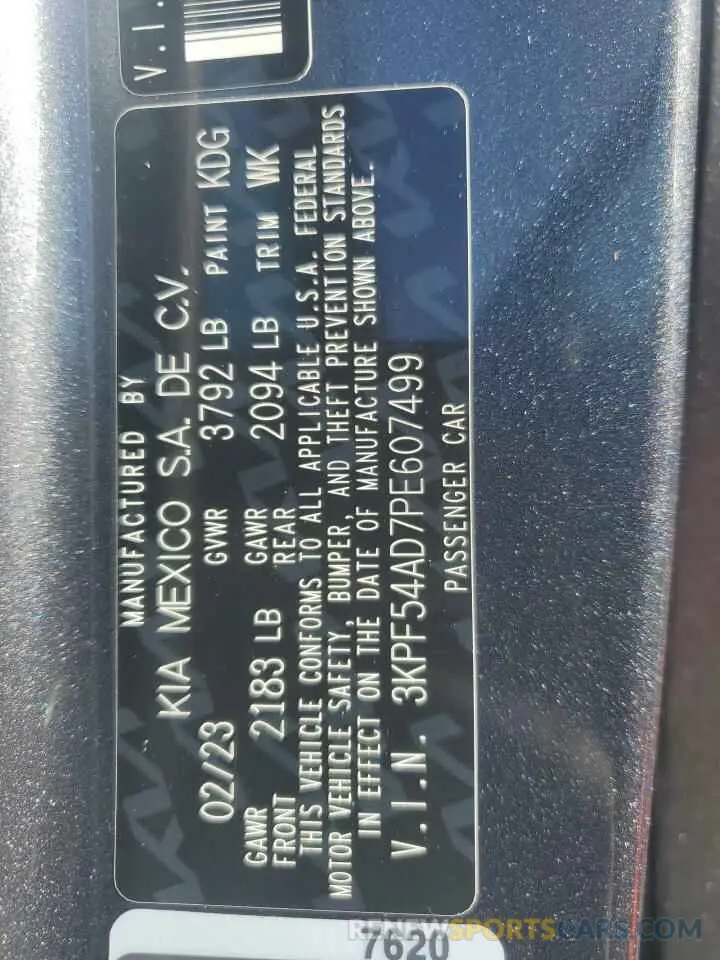 V.I.
MANUFACTURED BY
KIA MEXICO S.A. DE C.V.
02/23 GVWR 3792 LB PAINT KDG
GAWR FRONT 2183 LB GAWR REAR 2094 LB TRIM WK
THIS VEHICLE CONFORMS TO ALL APPLICABLE U.S.A. FEDERAL
MOTOR VEHICLE SAFETY, BUMPER, AND THEFT PREVENTION STANDARDS
IN EFFECT ON THE DATE OF MANUFACTURE SHOWN ABOVE.
V.I.N. 3KPF54AD7PE607499
PASSENGER CAR
7620
RENEWSPORTSCARS.COM